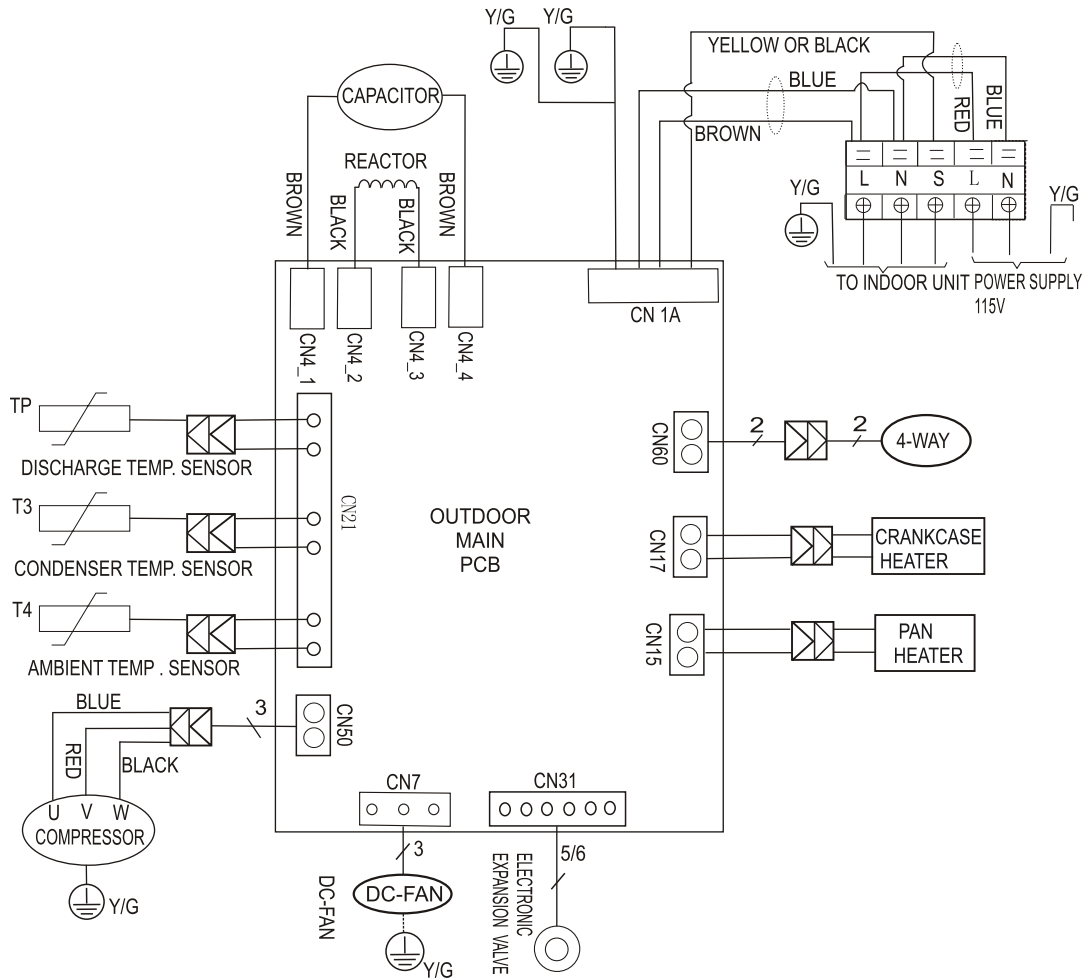 Y/G
Y/G
YELLOW OR BLACK
BLUE
BROWN
RED
BLUE
CAPACITOR
REACTOR
BROWN
BLACK
BLACK
BROWN
L N S L N
Y/G
Y/G
TO INDOOR UNIT
POWER SUPPLY
115V
CN4_1
CN4_2
CN4_3
CN4_4
CN 1A
TP
DISCHARGE TEMP. SENSOR
T3
CONDENSER TEMP. SENSOR
T4
AMBIENT TEMP . SENSOR
CN21
OUTDOOR
MAIN
PCB
CN60
2
2
4-WAY
CN17
CRANKCASE
HEATER
CN15
PAN
HEATER
BLUE
RED
BLACK
3
CN50
U V W
COMPRESSOR
Y/G
CN7
3
DC-FAN
DC-FAN
Y/G
CN31
5/6
ELECTRONIC
EXPANSION VALVE